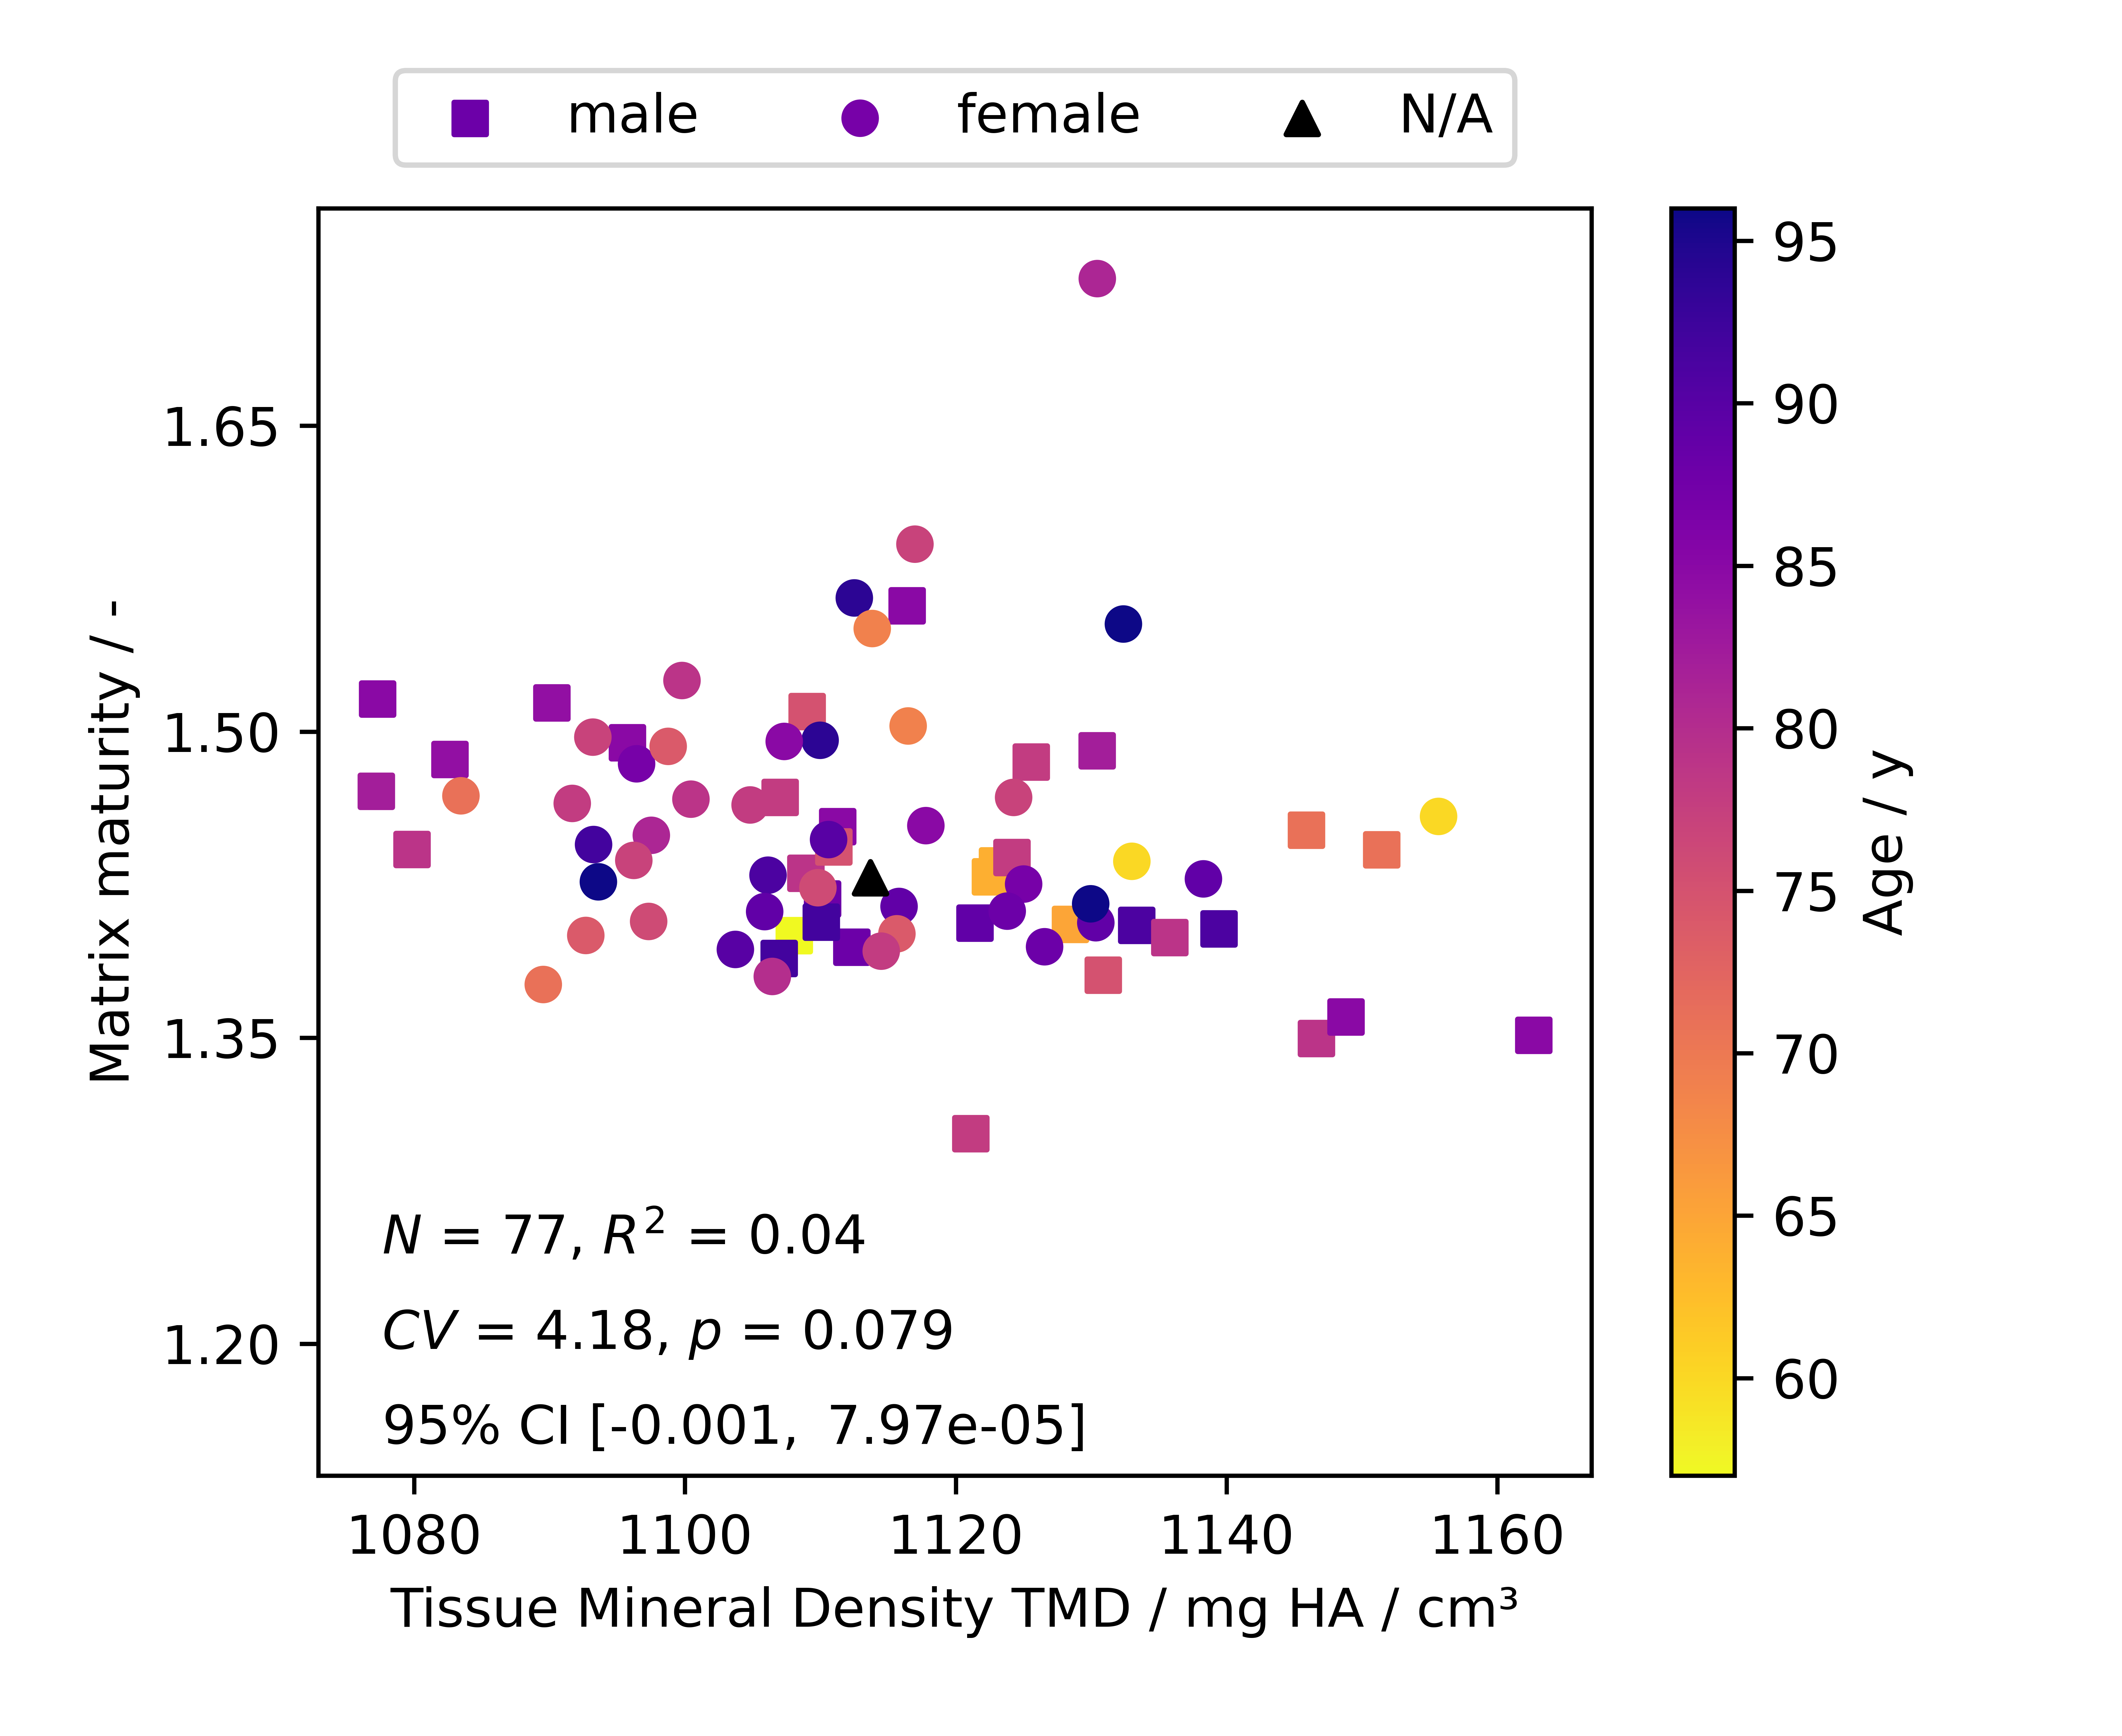 male female N/A
Matrix maturity / -
1.65
1.50
1.35
1.20
N = 77, R² = 0.04
CV = 4.18, p = 0.079
95% CI [-0.001, 7.97e-05]
1080 1100 1120 1140 1160
Tissue Mineral Density TMD / mg HA / cm³
95
90
85
80
75
70
65
60
Age / y